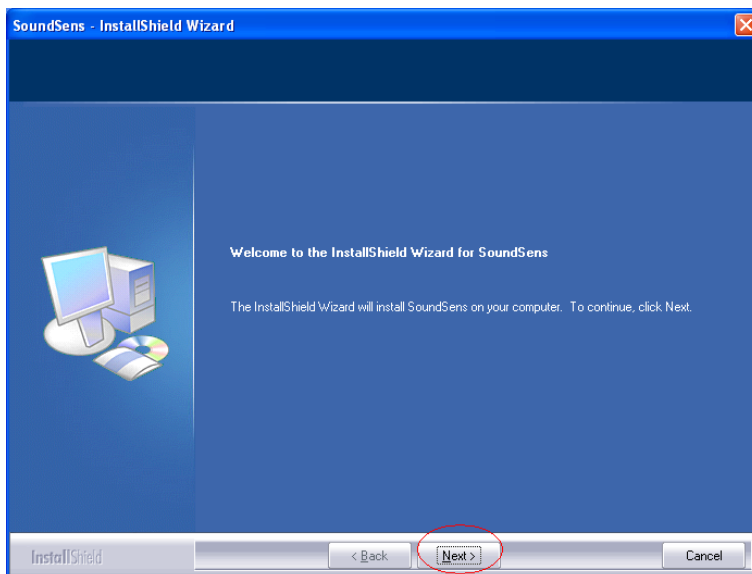 SoundSens - InstallShield Wizard
Welcome to the InstallShield Wizard for SoundSens
The InstallShield Wizard will install SoundSens on your computer. To continue, click Next.
InstallShield
< Back
Next >
Cancel